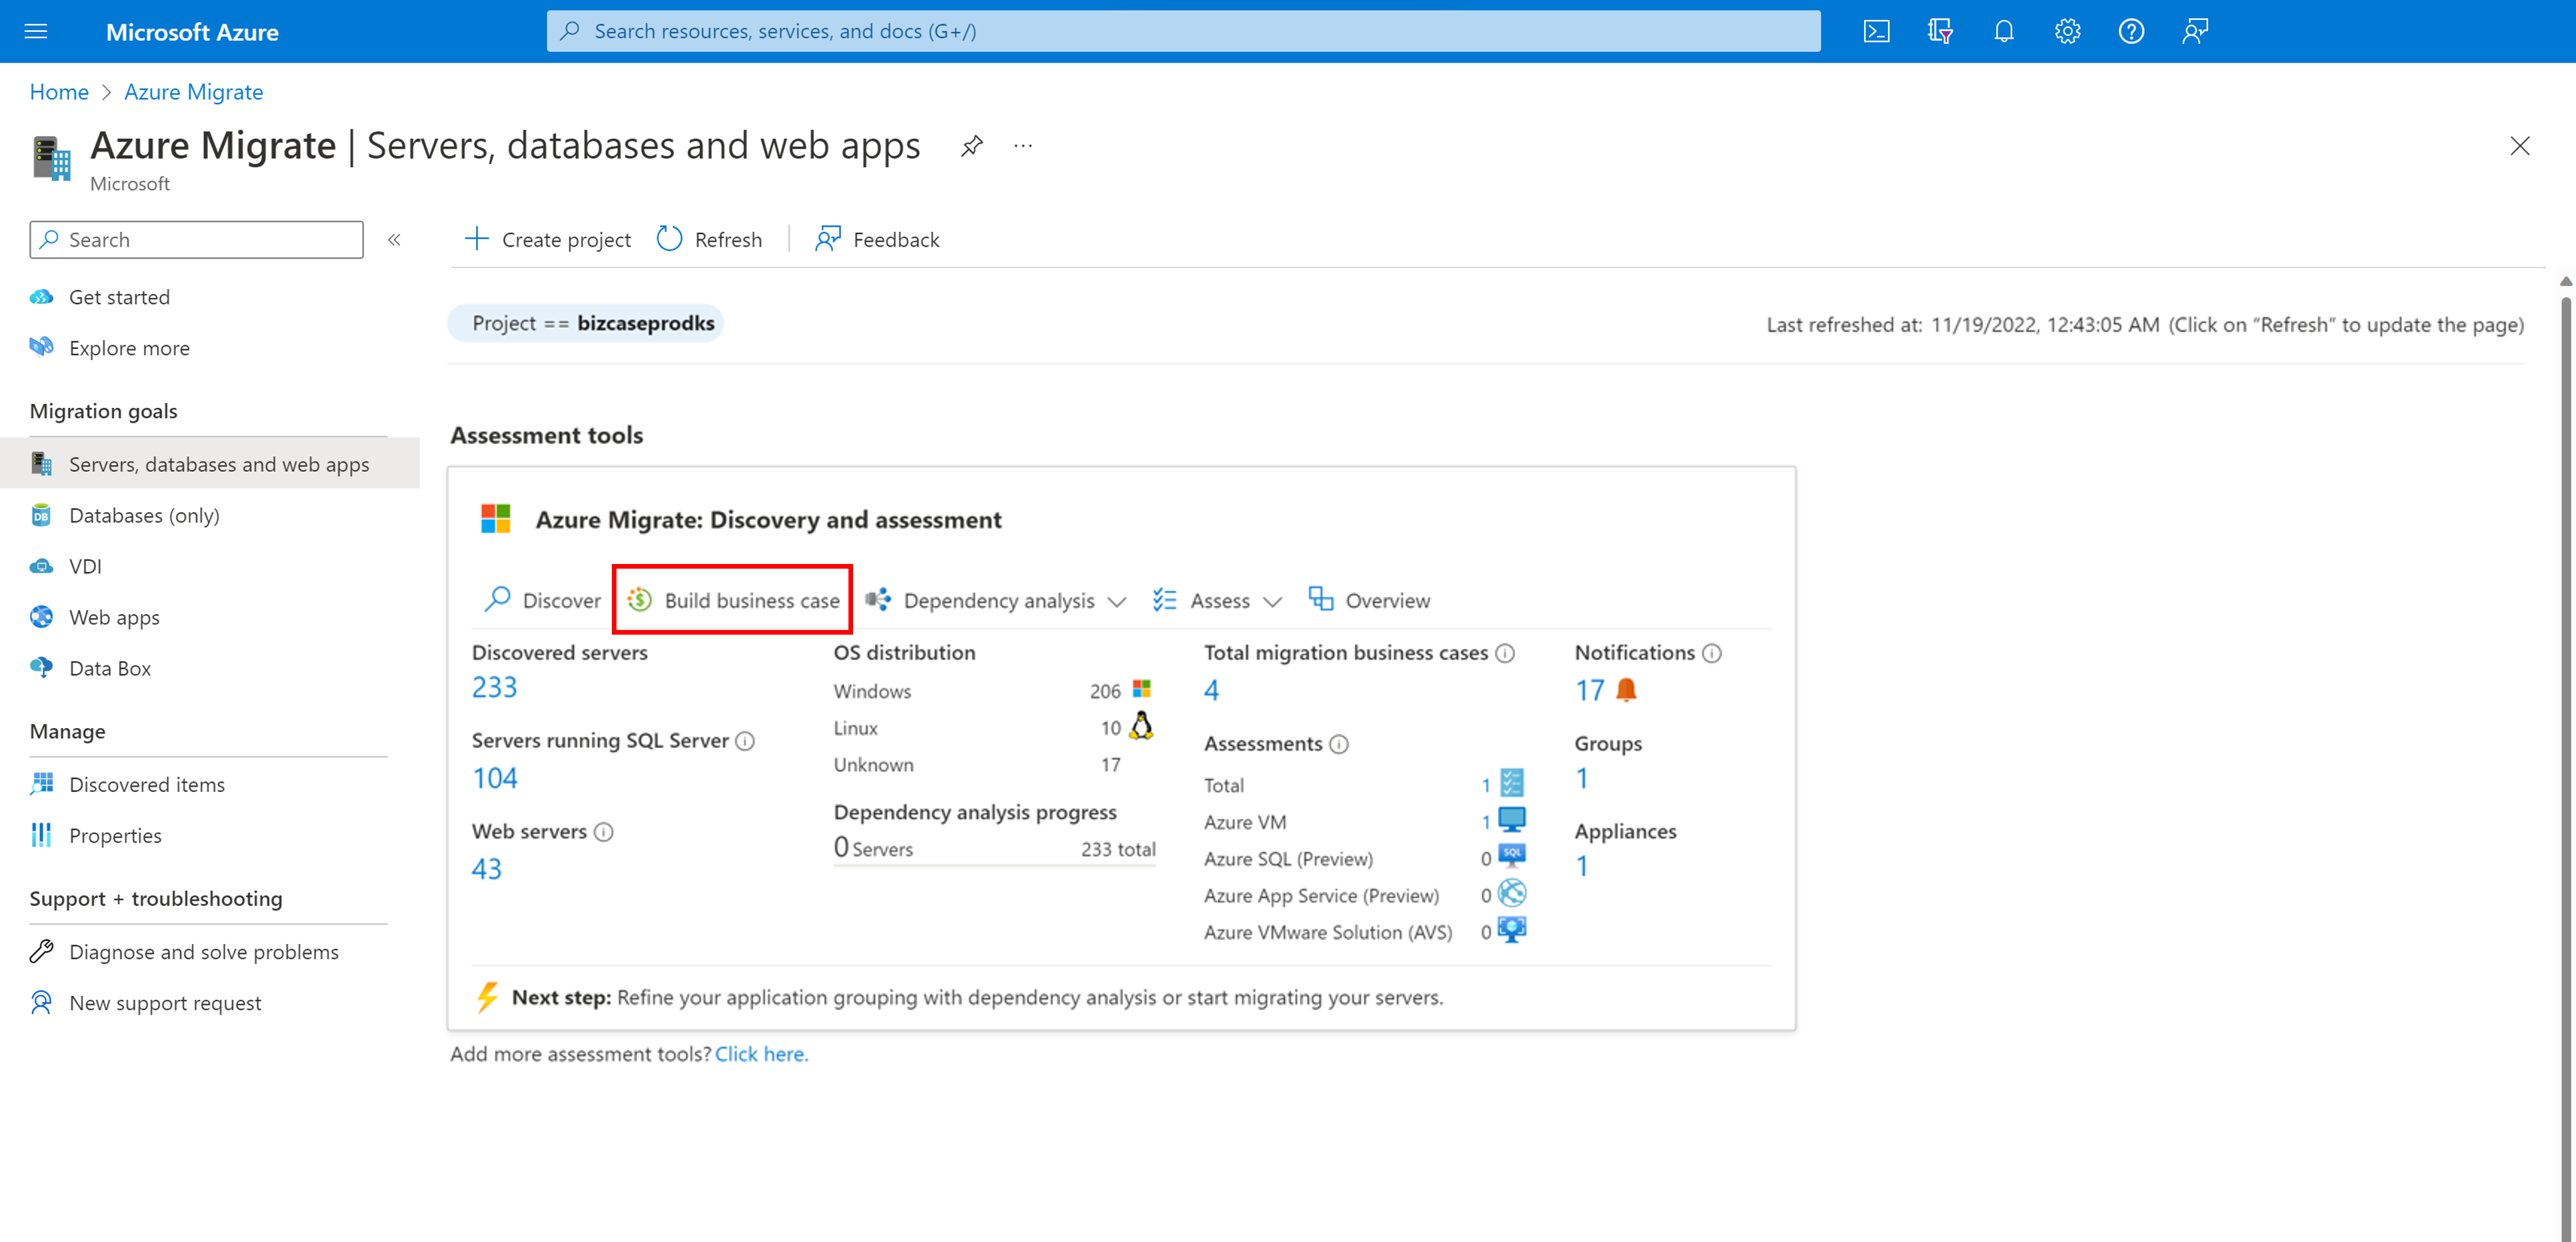 Microsoft Azure
Search resources, services, and docs (G+/)
Home > Azure Migrate
Azure Migrate | Servers, databases and web apps
...
Microsoft
Search
«
Create project
Refresh
Feedback
Get started
Explore more
Migration goals
Servers, databases and web apps
DB
Databases (only)
VDI
Web apps
Data Box
Manage
Discovered items
Properties
Support + troubleshooting
Diagnose and solve problems
New support request
Project == bizcaseprodks
Last refreshed at: 11/19/2022, 12:43:05 AM (Click on “Refresh” to update the page)
Assessment tools
Azure Migrate: Discovery and assessment
Discover
Build business case
Dependency analysis
Assess
Overview
Discovered servers
233
Servers running SQL Server
104
Web servers
43
OS distribution
Windows 206
Linux 10
Unknown 17
Dependency analysis progress
0 Servers 233 total
Total migration business cases
4
Assessments
Total 1
Azure VM 1
Azure SQL (Preview) 0 SQL
Azure App Service (Preview) 0
Azure VMware Solution (AVS) 0
Notifications
17
Groups
1
Appliances
1
Next step: Refine your application grouping with dependency analysis or start migrating your servers.
Add more assessment tools? Click here.